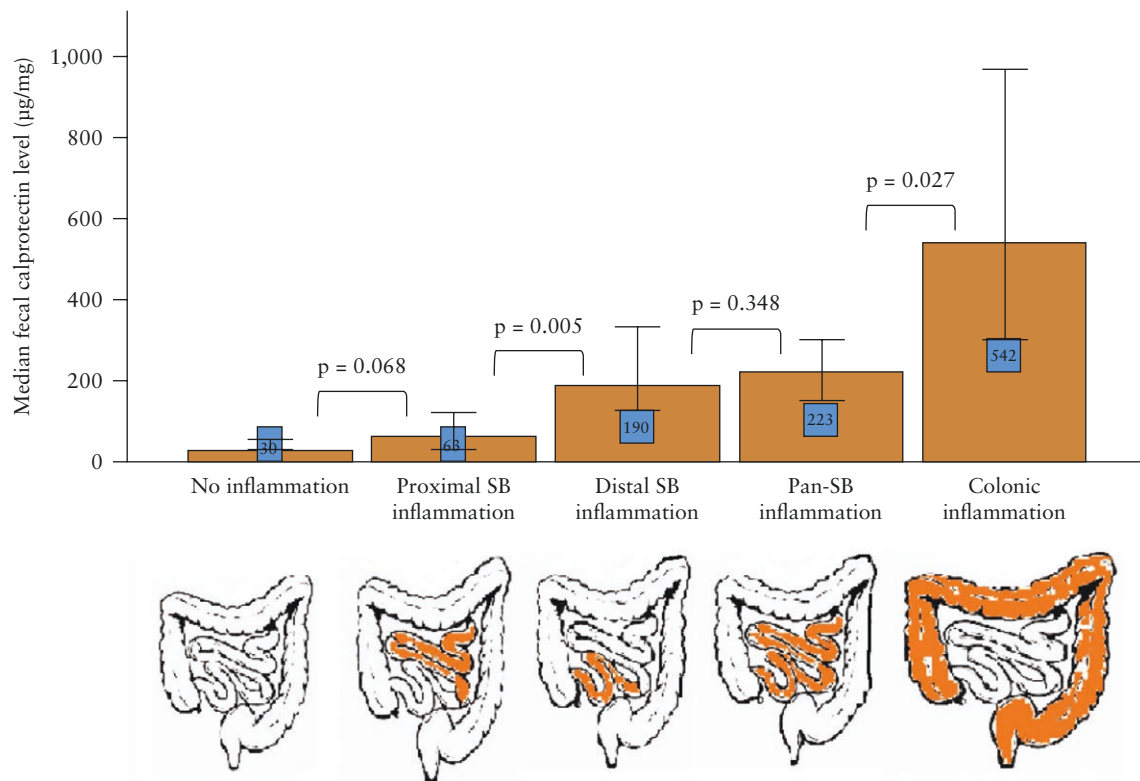 Median fecal calprotectin level (µg/mg)
1,000
800
600
400
200
0
p = 0.068
p = 0.005
p = 0.348
p = 0.027
30
63
190
223
542
No inflammation
Proximal SB
inflammation
Distal SB
inflammation
Pan-SB
inflammation
Colonic
inflammation